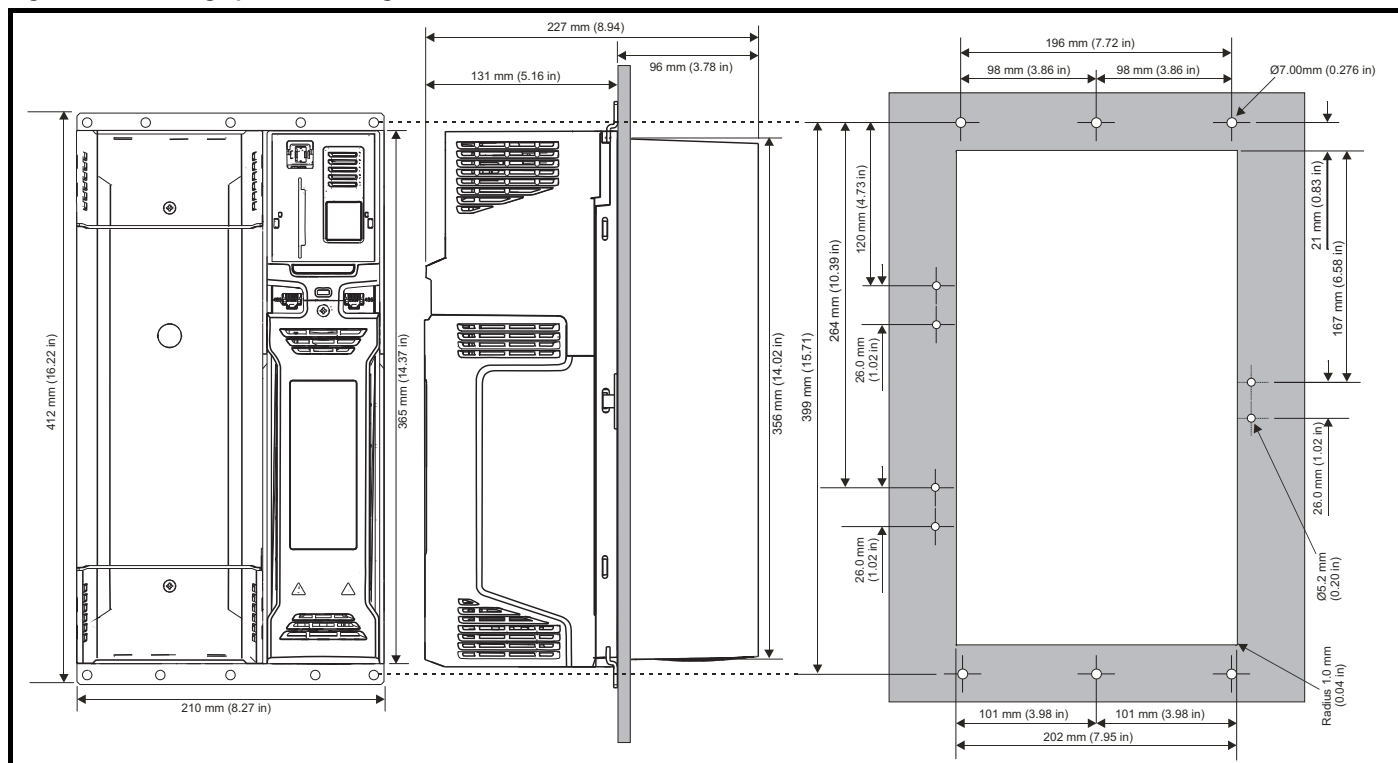 227 mm (8.94)
131 mm (5.16 in)
96 mm (3.78 in)
412 mm (16.22 in)
365 mm (14.37 in)
210 mm (8.27 in)
356 mm (14.02 in)
399 mm (15.71)
264 mm (10.39 in)
120 mm (4.73 in)
26.0 mm
(1.02 in)
26.0 mm
(1.02 in)
196 mm (7.72 in)
98 mm (3.86 in)
98 mm (3.86 in)
Ø7.00mm (0.276 in)
21 mm (0.83 in)
167 mm (6.58 in)
26.0 mm (1.02 in)
Ø5.2 mm
(0.20 in)
Radius 1.0 mm
(0.04 in)
101 mm (3.98 in)
101 mm (3.98 in)
202 mm (7.95 in)